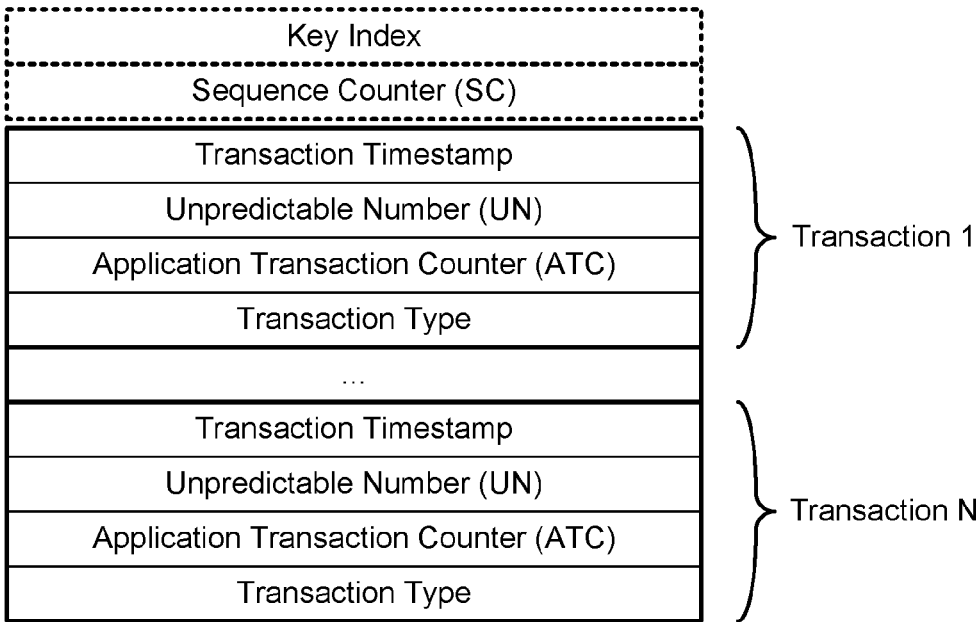 Key Index
Sequence Counter (SC)
Transaction Timestamp
Unpredictable Number (UN)
Application Transaction Counter (ATC)
Transaction Type
Transaction 1
...
Transaction Timestamp
Unpredictable Number (UN)
Application Transaction Counter (ATC)
Transaction Type
Transaction N